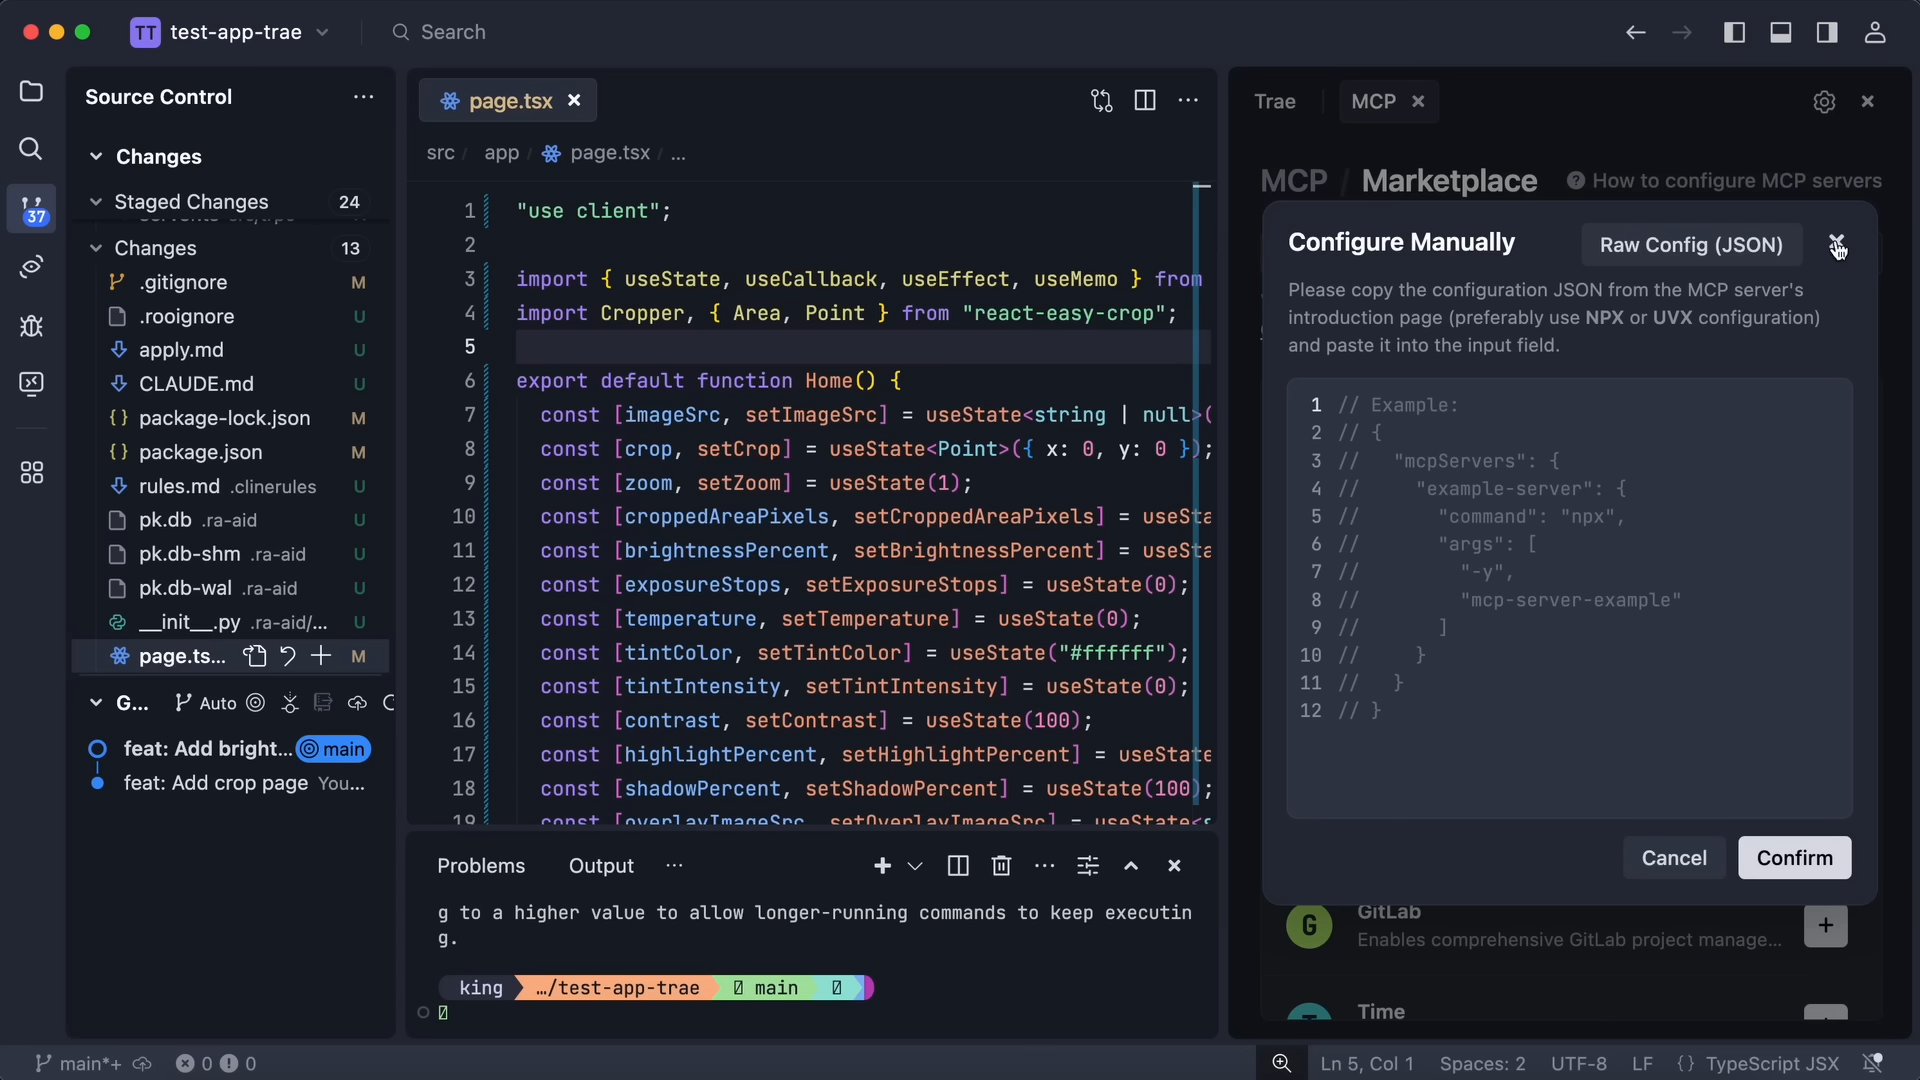 TT test-app-trae
Search
Source Control
Changes
Staged Changes 24
Changes 13
.gitignore M
.rooignore U
apply.md U
CLAUDE.md U
{} package-lock.json M
{} package.json M
rules.md .clinerules U
pk.db .ra-aid U
pk.db-shm .ra-aid U
pk.db-wal .ra-aid U
__init__.py .ra-aid/... U
page.ts... M
G... Auto
feat: Add bright... main
feat: Add crop page You...
37
page.tsx
src / app / page.tsx / ...
1 "use client";
2
3 import { useState, useCallback, useEffect, useMemo } from
4 import Cropper, { Area, Point } from "react-easy-crop";
5
6 export default function Home() {
7 const [imageSrc, setImageSrc] = useState<string | null>(
8 const [crop, setCrop] = useState<Point>({ x: 0, y: 0 });
9 const [zoom, setZoom] = useState(1);
10 const [croppedAreaPixels, setCroppedAreaPixels] = useSta
11 const [brightnessPercent, setBrightnessPercent] = useSta
12 const [exposureStops, setExposureStops] = useState(0);
13 const [temperature, setTemperature] = useState(0);
14 const [tintColor, setTintColor] = useState("#ffffff");
15 const [tintIntensity, setTintIntensity] = useState(0);
16 const [contrast, setContrast] = useState(100);
17 const [highlightPercent, setHighlightPercent] = useState
18 const [shadowPercent, setShadowPercent] = useState(100);
19 const [overlayImageSrc, setOverlayImageSrc] = useState<s
Problems Output
g to a higher value to allow longer-running commands to keep executin
g.
king …/test-app-trae main
Trae MCP
MCP / Marketplace How to configure MCP servers
Configure Manually Raw Config (JSON)
Please copy the configuration JSON from the MCP server's
introduction page (preferably use NPX or UVX configuration)
and paste it into the input field.
1 // Example:
2 // {
3 // "mcpServers": {
4 // "example-server": {
5 // "command": "npx",
6 // "args": [
7 // "-y",
8 // "mcp-server-example"
9 // ]
10 // }
11 // }
12 // }
Cancel Confirm
G GitLab
Enables comprehensive GitLab project manage...
Time
main*+ 0 0
Ln 5, Col 1 Spaces: 2 UTF-8 LF {} TypeScript JSX